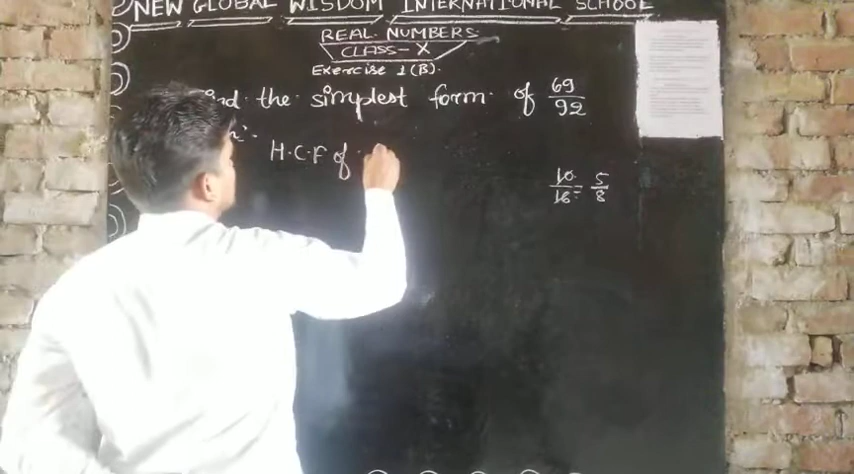 NEW GLOBAL WISDOM INTERNATIONAL SCHOOL
REAL NUMBERS
CLASS-X
Exercise 1(B).
the simplest form of 69/92
H.C.F of
10/16 = 5/8